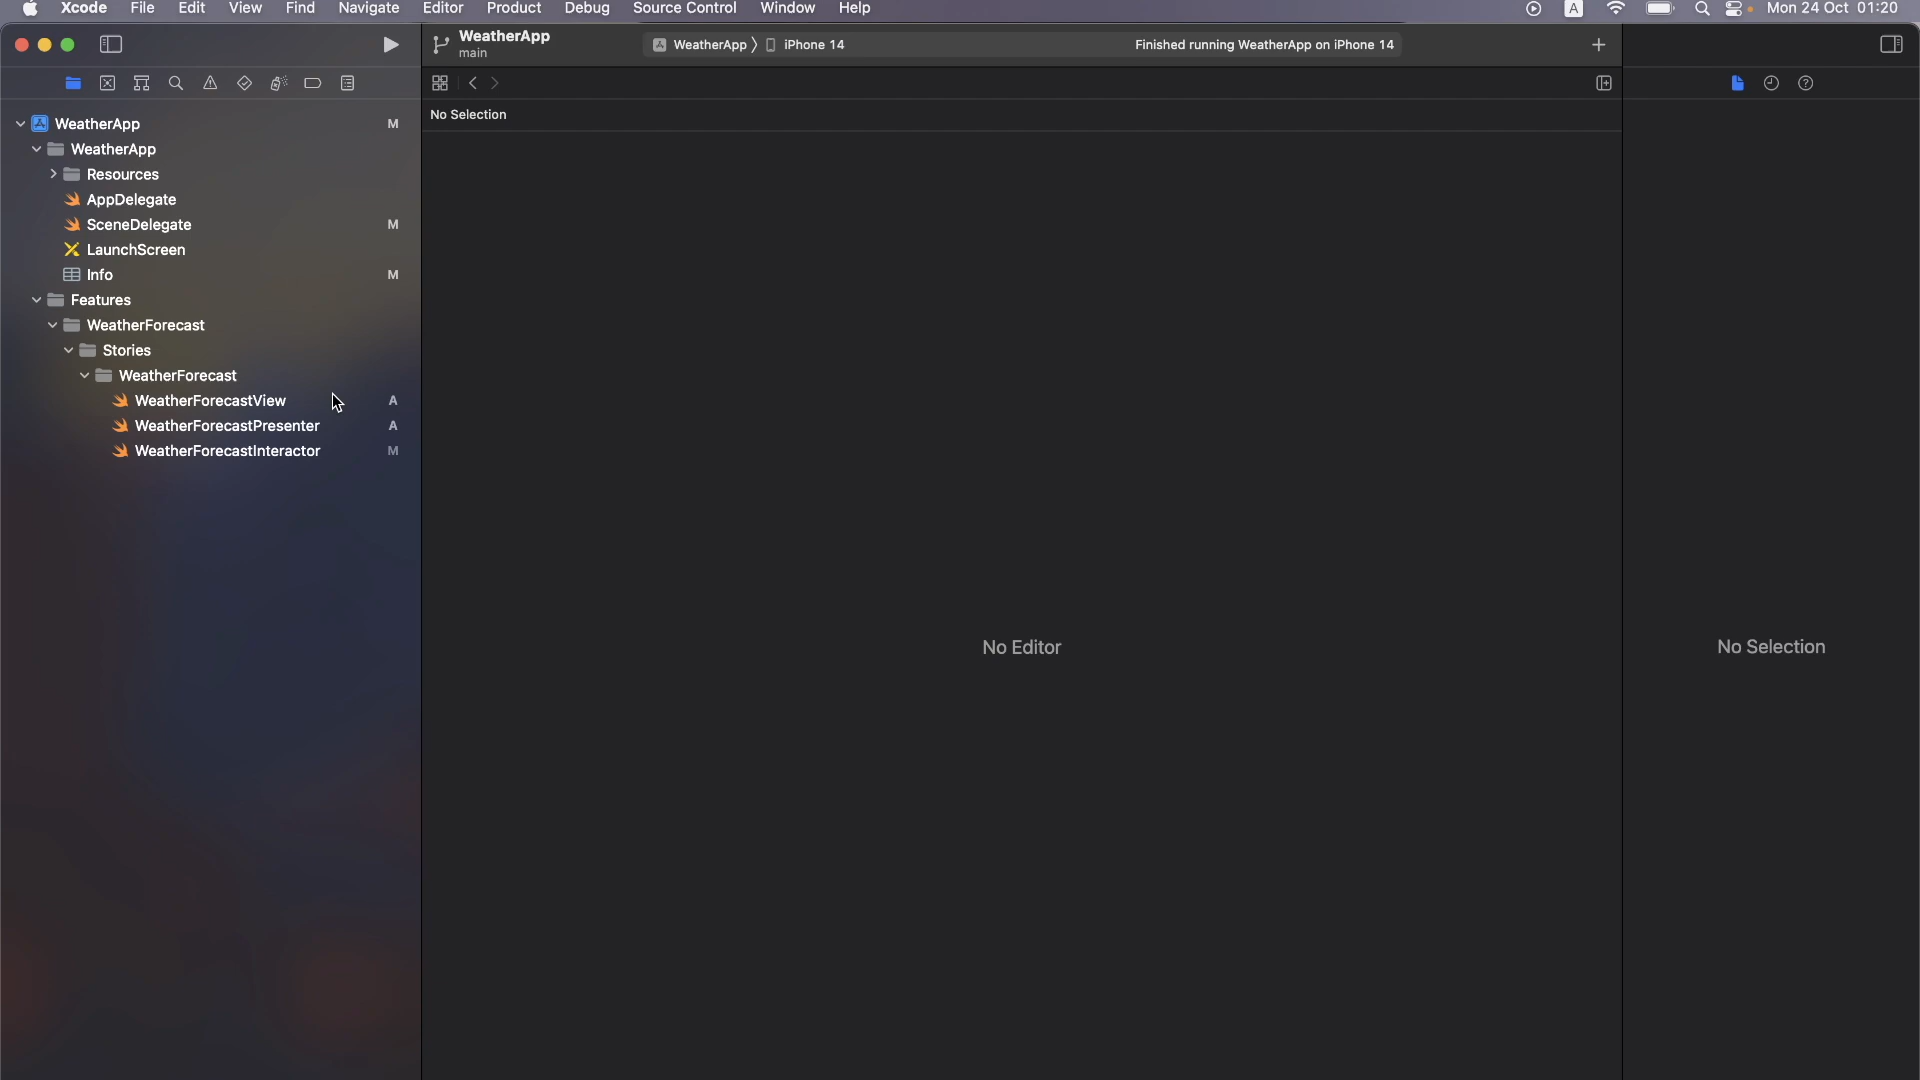 Xcode File Edit View Find Navigate Editor Product Debug Source Control Window Help A Mon 24 Oct 01:20
WeatherApp
main
WeatherApp iPhone 14 Finished running WeatherApp on iPhone 14
No Selection
WeatherApp M
WeatherApp
Resources
AppDelegate
SceneDelegate M
LaunchScreen
Info M
Features
WeatherForecast
Stories
WeatherForecast
WeatherForecastView A
WeatherForecastPresenter A
WeatherForecastInteractor M
No Editor
No Selection